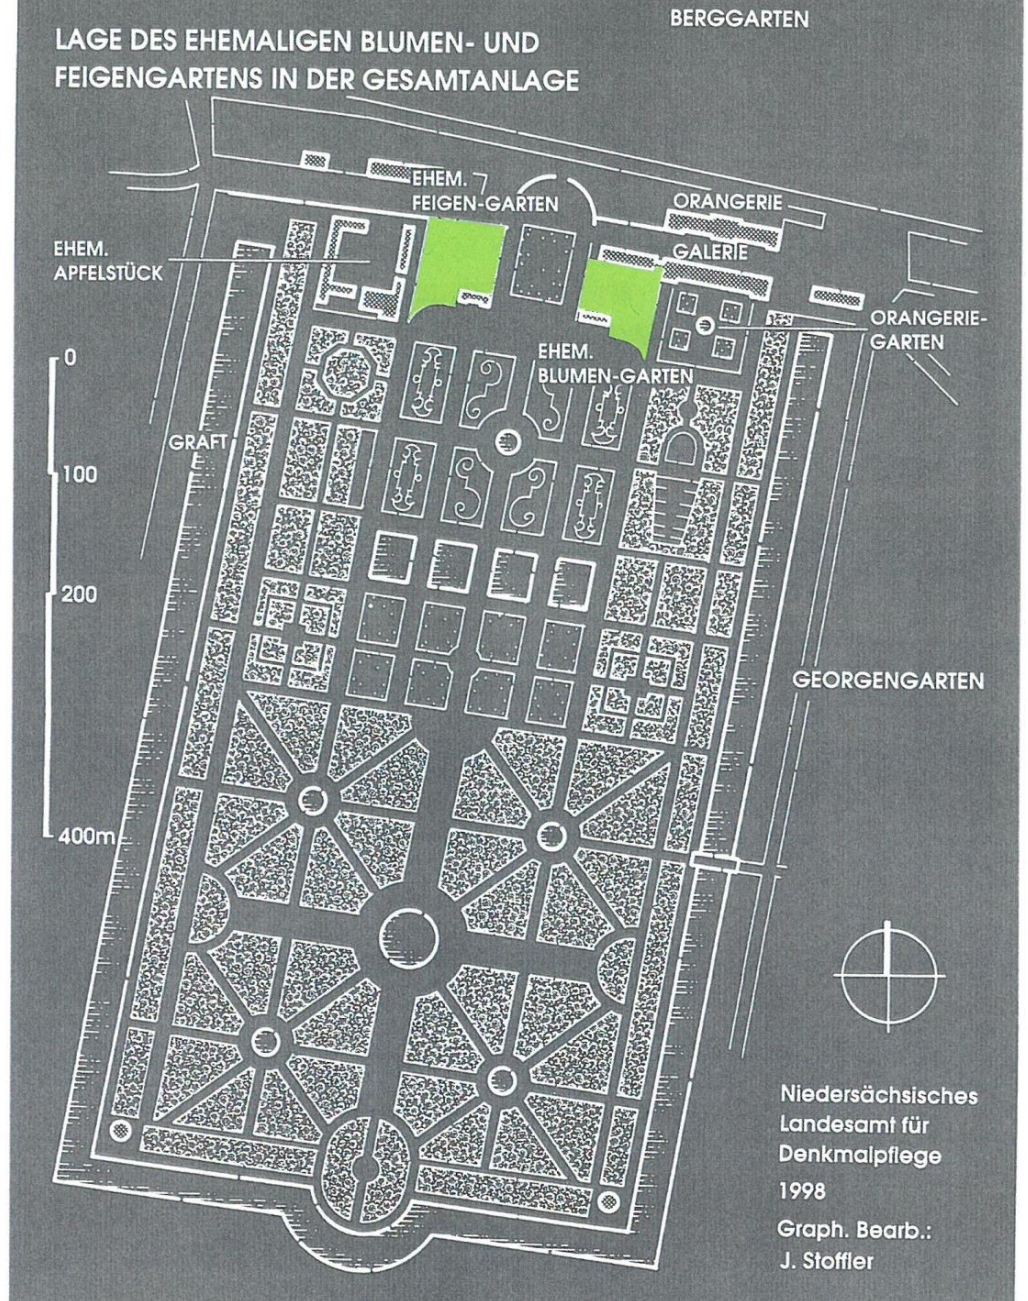 BERGGARTEN
LAGE DES EHEMALIGEN BLUMEN- UND
FEIGENGARTENS IN DER GESAMTANLAGE
EHEM.
FEIGEN-GARTEN
ORANGERIE
EHEM.
APFELSTÜCK
GALERIE
ORANGERIE-
GARTEN
EHEM.
BLUMEN-GARTEN
0
GRAFT
100
200
GEORGENGARTEN
400m
Niedersächsisches
Landesamt für
Denkmalpflege
1998
Graph. Bearb.:
J. Stoffler